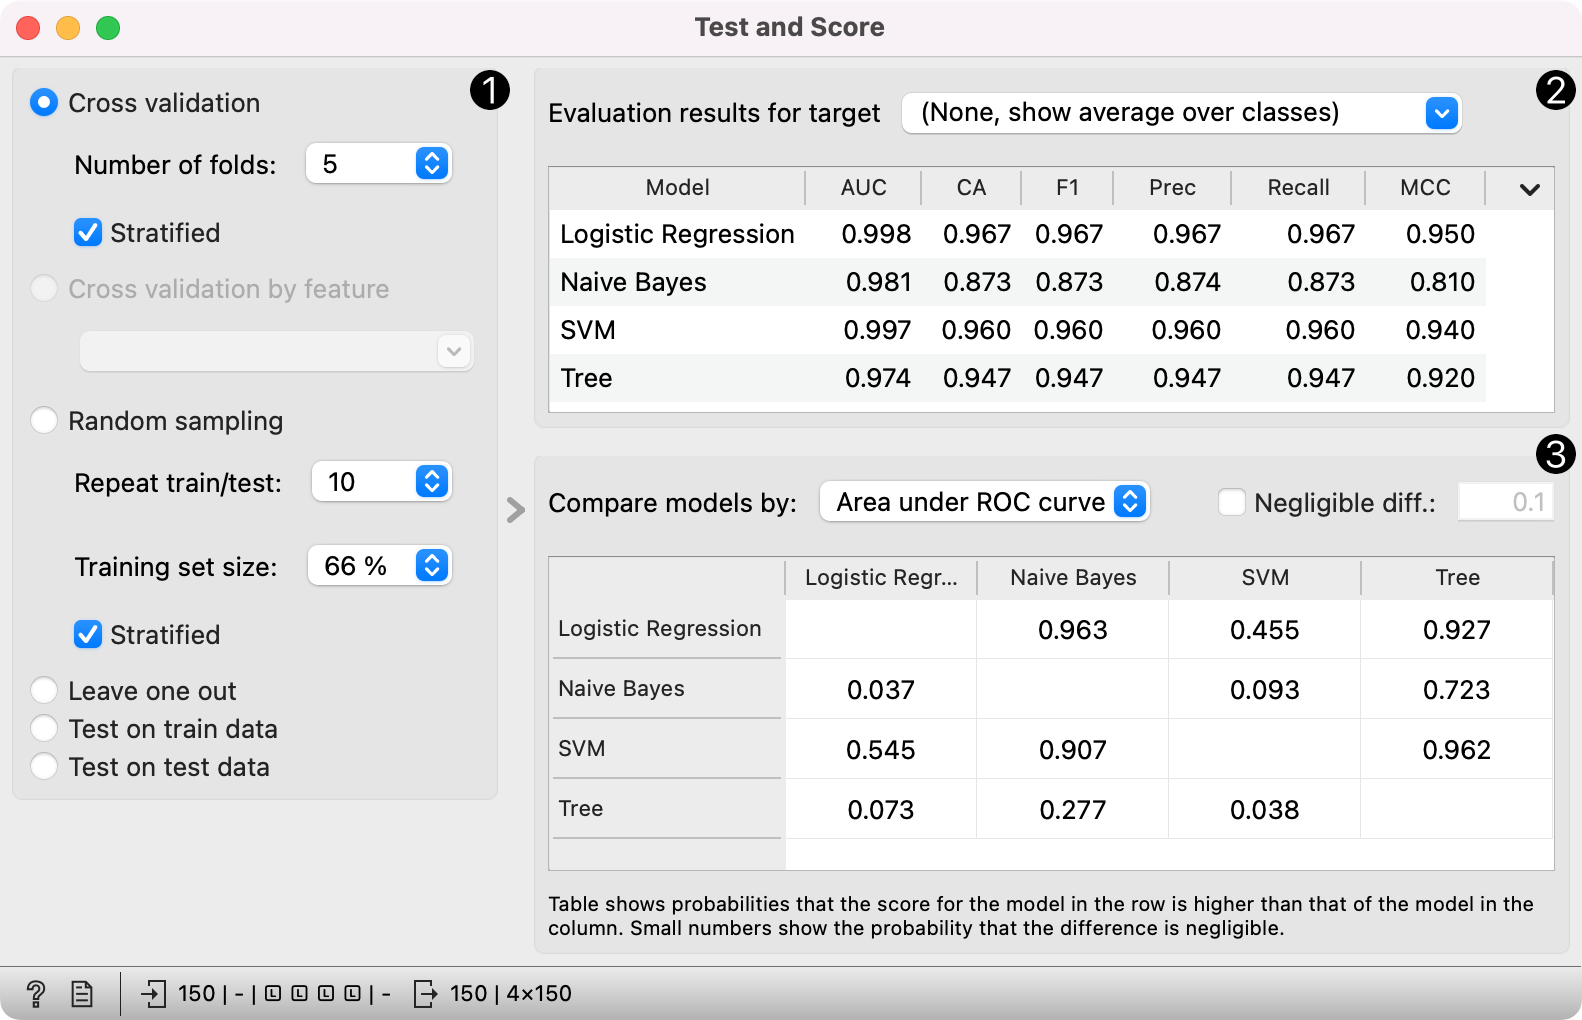 Test and Score
1
Cross validation
Number of folds: 5
Stratified
Cross validation by feature
Random sampling
Repeat train/test: 10
Training set size: 66 %
Stratified
Leave one out
Test on train data
Test on test data
2
Evaluation results for target (None, show average over classes)
Model AUC CA F1 Prec Recall MCC
Logistic Regression 0.998 0.967 0.967 0.967 0.967 0.950
Naive Bayes 0.981 0.873 0.873 0.874 0.873 0.810
SVM 0.997 0.960 0.960 0.960 0.960 0.940
Tree 0.974 0.947 0.947 0.947 0.947 0.920
3
Compare models by: Area under ROC curve Negligible diff.: 0.1
Logistic Regr... Naive Bayes SVM Tree
Logistic Regression 0.963 0.455 0.927
Naive Bayes 0.037 0.093 0.723
SVM 0.545 0.907 0.962
Tree 0.073 0.277 0.038
Table shows probabilities that the score for the model in the row is higher than that of the model in the
column. Small numbers show the probability that the difference is negligible.
? 150 | - | L L L L | - 150 | 4×150